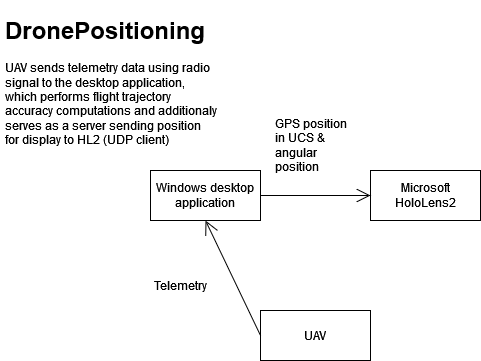 DronePositioning
UAV sends telemetry data using radio
signal to the desktop application,
which performs flight trajectory
accuracy computations and additionaly
serves as a server sending position
for display to HL2 (UDP client)
GPS position
in UCS &
angular
position
Windows desktop
application
Microsoft
HoloLens2
Telemetry
UAV